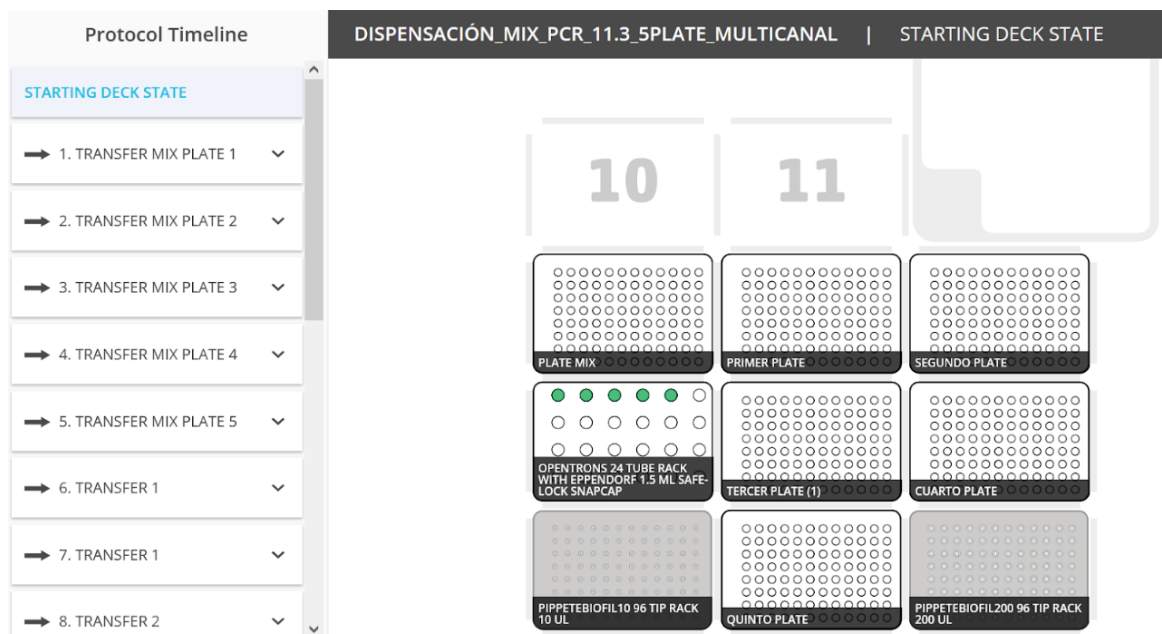 Protocol Timeline
STARTING DECK STATE
1. TRANSFER MIX PLATE 1
2. TRANSFER MIX PLATE 2
3. TRANSFER MIX PLATE 3
4. TRANSFER MIX PLATE 4
5. TRANSFER MIX PLATE 5
6. TRANSFER 1
7. TRANSFER 1
8. TRANSFER 2
DISPENSACIÓN_MIX_PCR_11.3_5PLATE_MULTICANAL | STARTING DECK STATE
10
11
PLATE MIX
PRIMER PLATE
SEGUNDO PLATE
OPENTRONS 24 TUBE RACK
WITH EPPENDORF 1.5 ML SAFE-
LOCK SNAPCAP
TERCER PLATE (1)
CUARTO PLATE
PIPPETEBIOFIL10 96 TIP RACK
10 UL
QUINTO PLATE
PIPPETEBIOFIL200 96 TIP RACK
200 UL